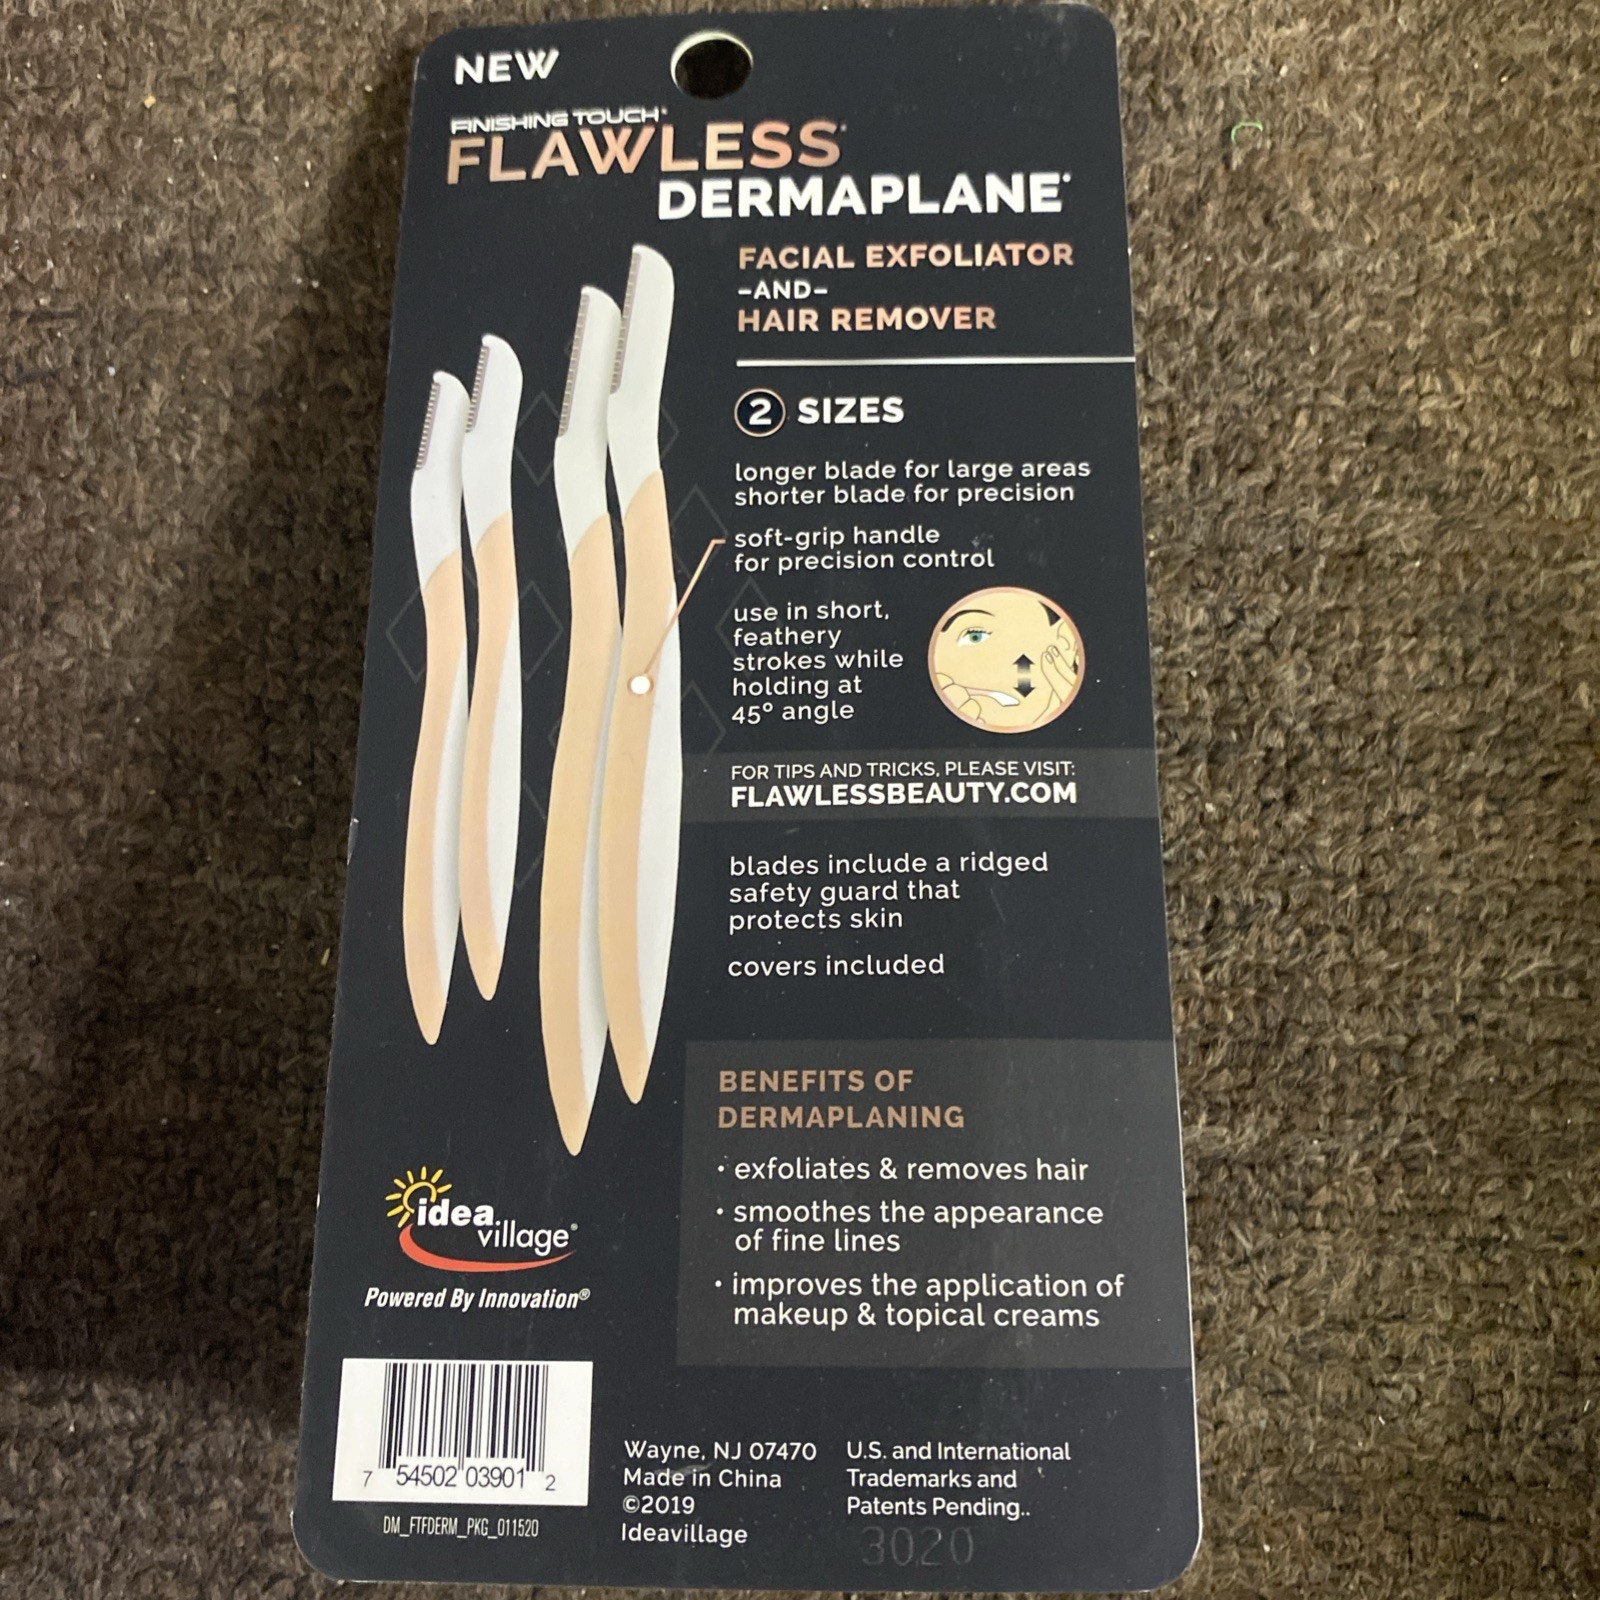 NEW
FINISHING TOUCH®
FLAWLESS®
DERMAPLANE®
FACIAL EXFOLIATOR
-AND-
HAIR REMOVER
2 SIZES
longer blade for large areas
shorter blade for precision
soft-grip handle
for precision control
use in short,
feathery
strokes while
holding at
45° angle
FOR TIPS AND TRICKS, PLEASE VISIT:
FLAWLESSBEAUTY.COM
blades include a ridged
safety guard that
protects skin
covers included
BENEFITS OF
DERMAPLANING
• exfoliates & removes hair
• smoothes the appearance
of fine lines
• improves the application of
makeup & topical creams
idea
village®
Powered By Innovation®
7 54502 03901 2
DM_FTFDERM_PKG_011520
Wayne, NJ 07470
Made in China
©2019
Ideavillage
U.S. and International
Trademarks and
Patents Pending..
3020